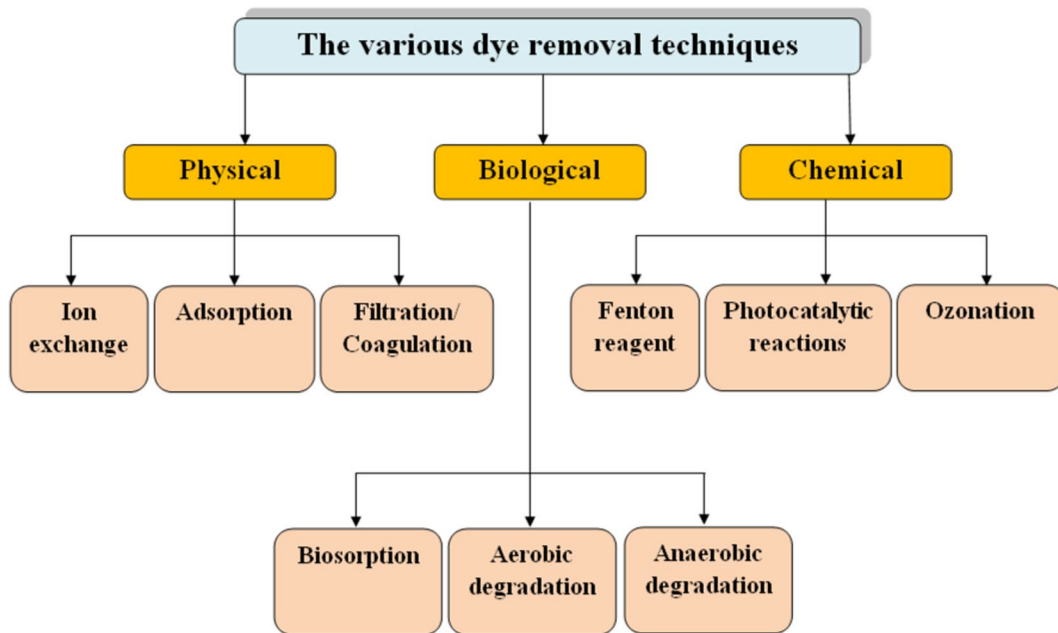 The various dye removal techniques
Physical
Biological
Chemical
Ion
exchange
Adsorption
Filtration/
Coagulation
Fenton
reagent
Photocatalytic
reactions
Ozonation
Biosorption
Aerobic
degradation
Anaerobic
degradation